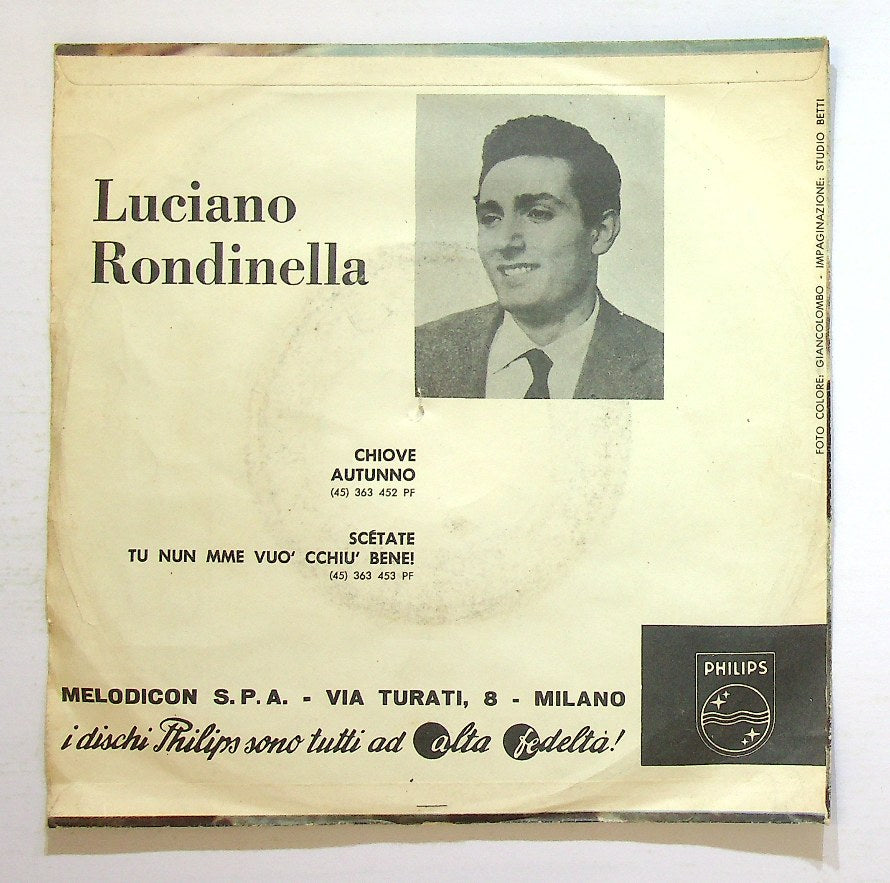 Luciano
Rondinella
CHIOVE
AUTUNNO
(45) 363 452 PF
SCÉTATE
TU NUN MME VUO' CCHIU' BENE!
(45) 363 453 PF
MELODICON S.P.A. - VIA TURATI, 8 - MILANO
i dischi Philips sono tutti ad alta fedeltà!
PHILIPS
FOTO COLORE: GIANCOLOMBO - IMPAGINAZIONE: STUDIO BETTI